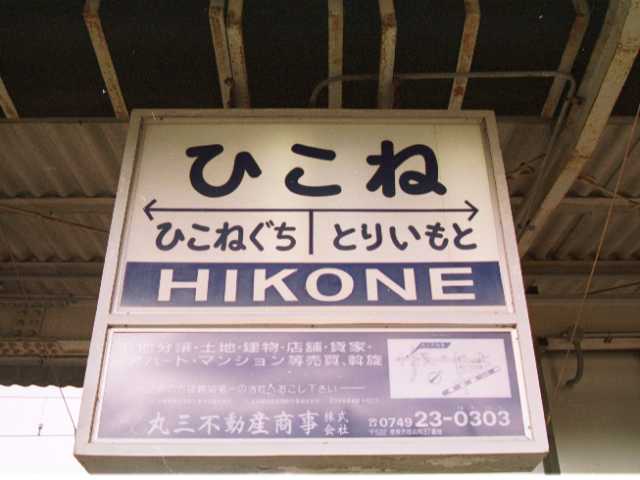 ひこね
ひこねぐち とりいもと
HIKONE
分譲・土地・建物・店舗・貸家・
アパート・マンション等売買、斡旋
丸三不動産商事 株式会社
☎0749 23-0303